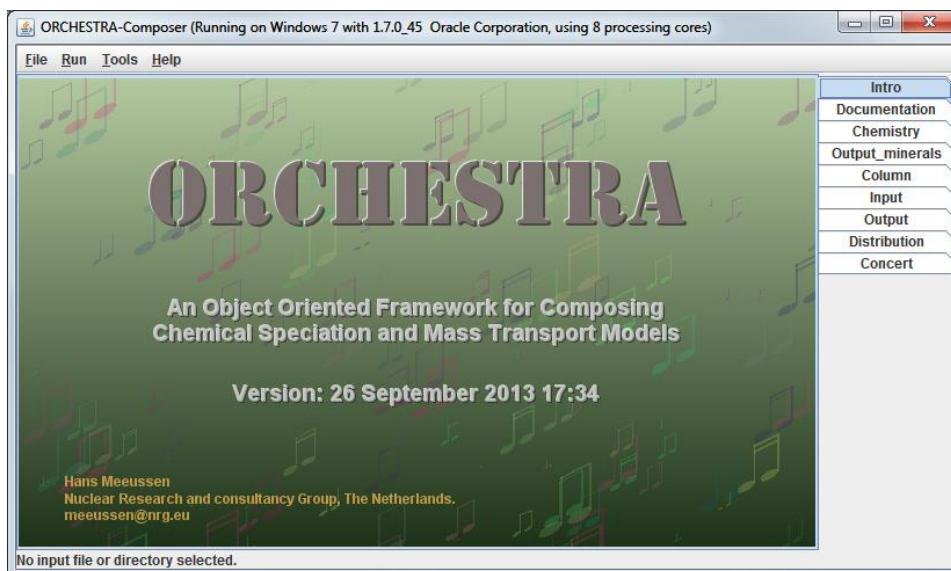 ORCHESTRA-Composer (Running on Windows 7 with 1.7.0_45 Oracle Corporation, using 8 processing cores)
File Run Tools Help
ORCHESTRA
An Object Oriented Framework for Composing
Chemical Speciation and Mass Transport Models
Version: 26 September 2013 17:34
Hans Meeussen
Nuclear Research and consultancy Group, The Netherlands.
meeussen@nrg.eu
Intro
Documentation
Chemistry
Output_minerals
Column
Input
Output
Distribution
Concert
No input file or directory selected.